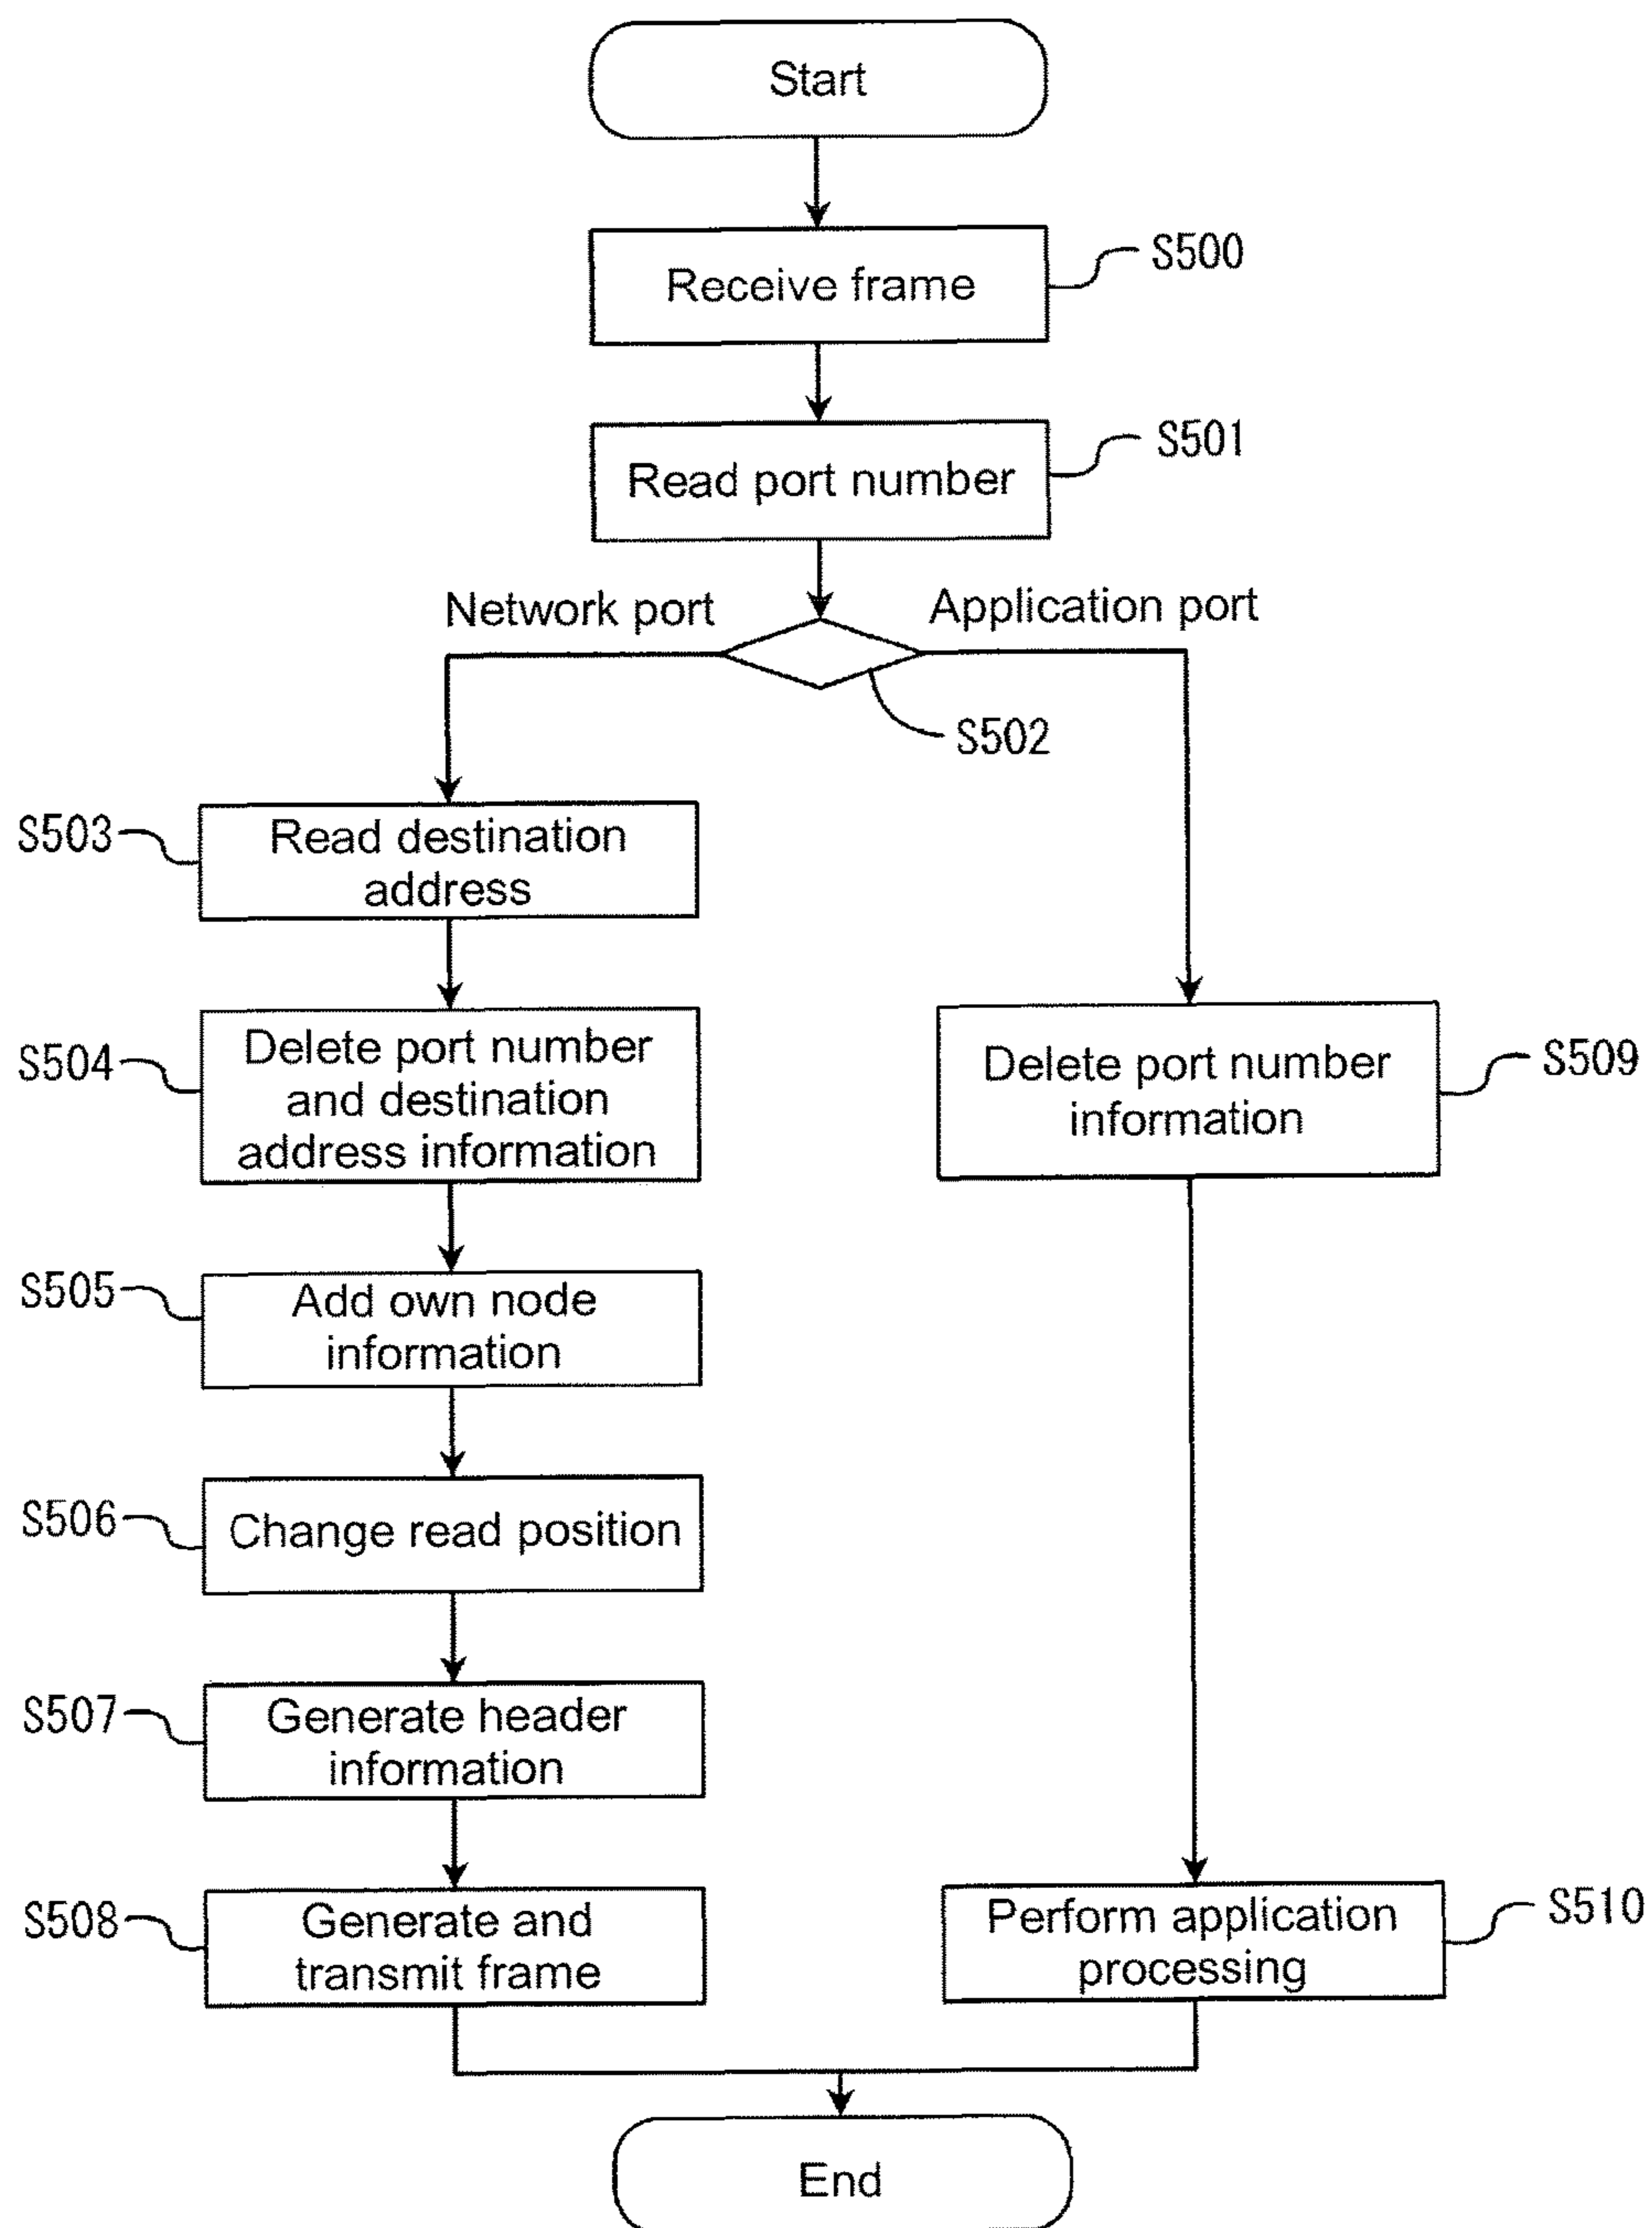 Start
Receive frame
S500
Read port number
S501
Network port
Application port
S502
S503
Read destination
address
S504
Delete port number
and destination
address information
Delete port number
information
S509
S505
Add own node
information
S506
Change read position
S507
Generate header
information
S508
Generate and
transmit frame
Perform application
processing
S510
End